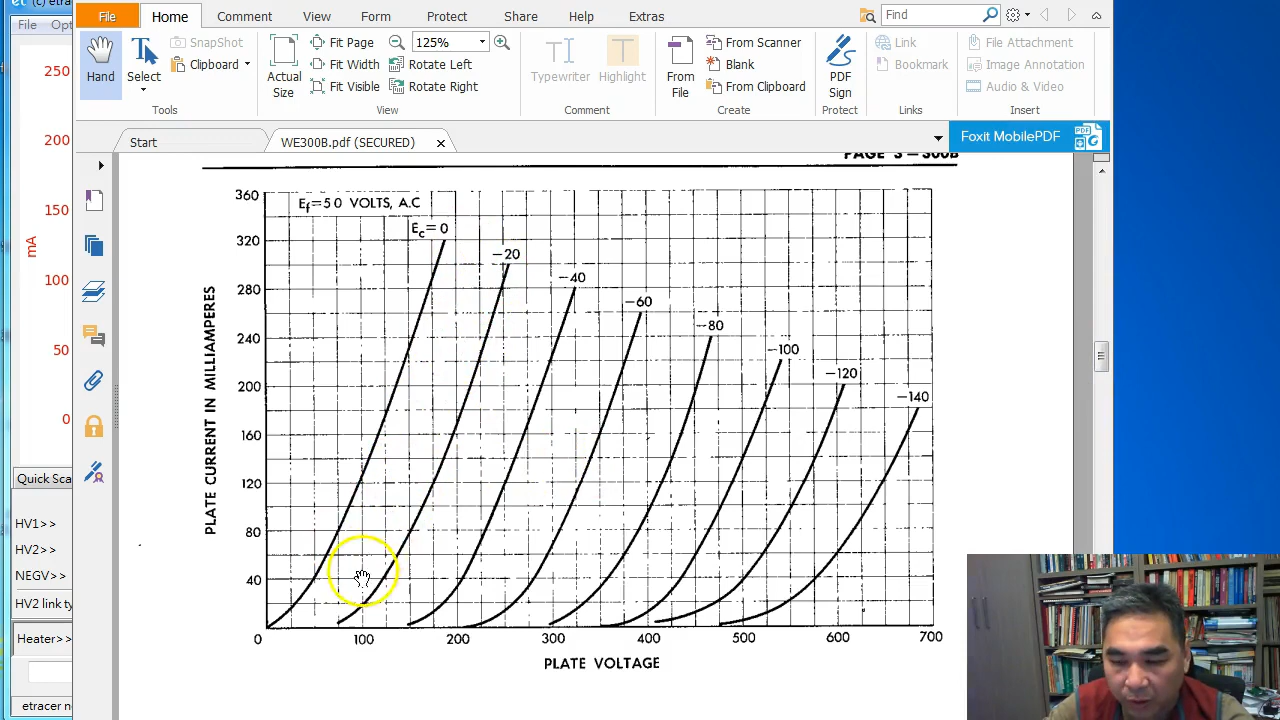 (c) etrace
File Home Comment View Form Protect Share Help Extras Find
File Opt
Hand
Select
SnapShot
Clipboard
Tools
Actual Size
Fit Page
Fit Width
Fit Visible
125%
Rotate Left
Rotate Right
View
Typewriter
Highlight
Comment
From File
From Scanner
Blank
From Clipboard
Create
PDF Sign
Protect
Link
Bookmark
Links
File Attachment
Image Annotation
Audio & Video
Insert
Start
WE300B.pdf (SECURED)
Foxit MobilePDF
PDF
PAGE 3 — 300B
Ef=5.0 VOLTS, A.C
Ec= 0
−20
−40
−60
−80
−100
−120
−140
360
320
280
240
200
160
120
80
40
0 100 200 300 400 500 600 700
PLATE CURRENT IN MILLIAMPERES
PLATE VOLTAGE
250
200
150
100
50
0
mA
Quick Sca
HV1>>
HV2>>
NEGV>>
HV2 link ty
Heater>>
etracer n